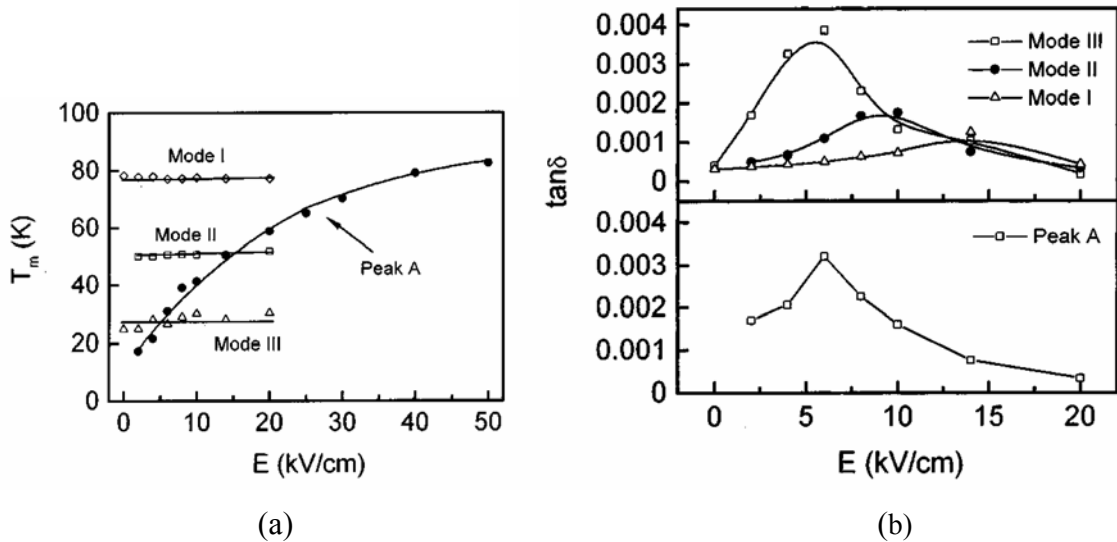 100
80
60
40
20
0
T_m (K)
Mode I
Mode II
Mode III
Peak A
0 10 20 30 40 50
E (kV/cm)
(a)
0.004
0.003
0.002
0.001
0
Mode III
Mode II
Mode I
tanδ
0.004
0.003
0.002
0.001
0
Peak A
0 5 10 15 20
E (kV/cm)
(b)